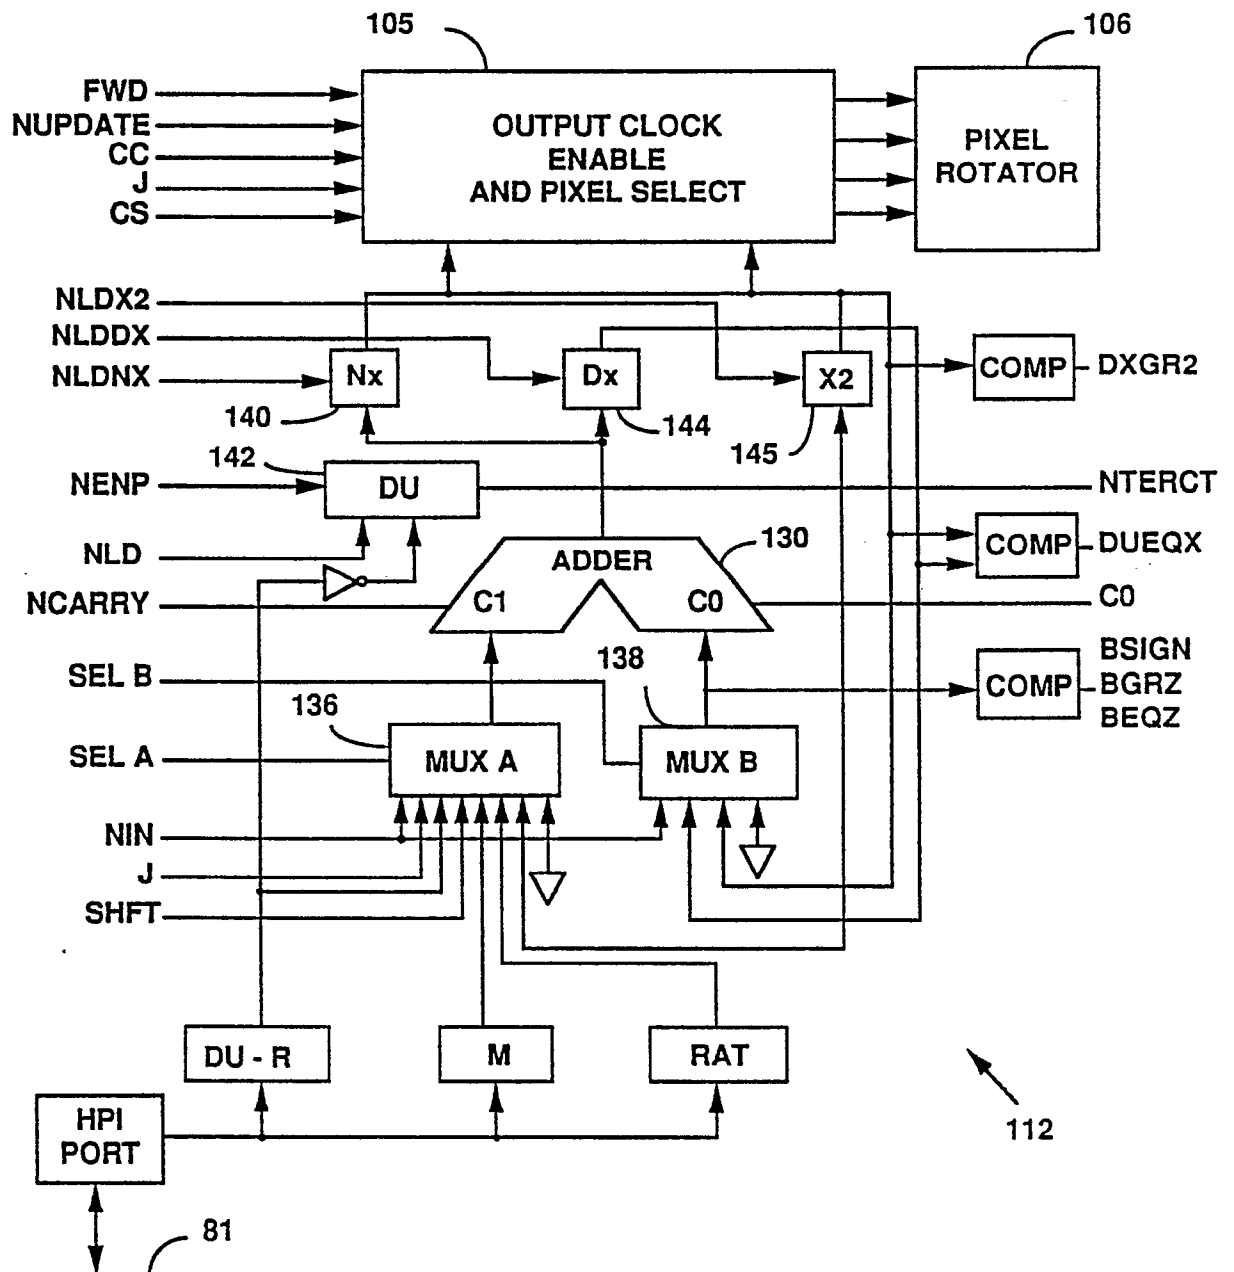 105
106
FWD
NUPDATE
CC
J
CS
OUTPUT CLOCK
ENABLE
AND PIXEL SELECT
PIXEL
ROTATOR
NLDX2
NLDDX
NLDNX
Nx
Dx
X2
COMP
DXGR2
140
144
145
142
NENP
DU
NTERCT
NLD
130
ADDER
COMP
DUEQX
NCARRY
C1
C0
C0
SEL B
138
COMP
BSIGN
BGRZ
BEQZ
136
SEL A
MUX A
MUX B
NIN
J
SHFT
DU - R
M
RAT
HPI
PORT
112
81